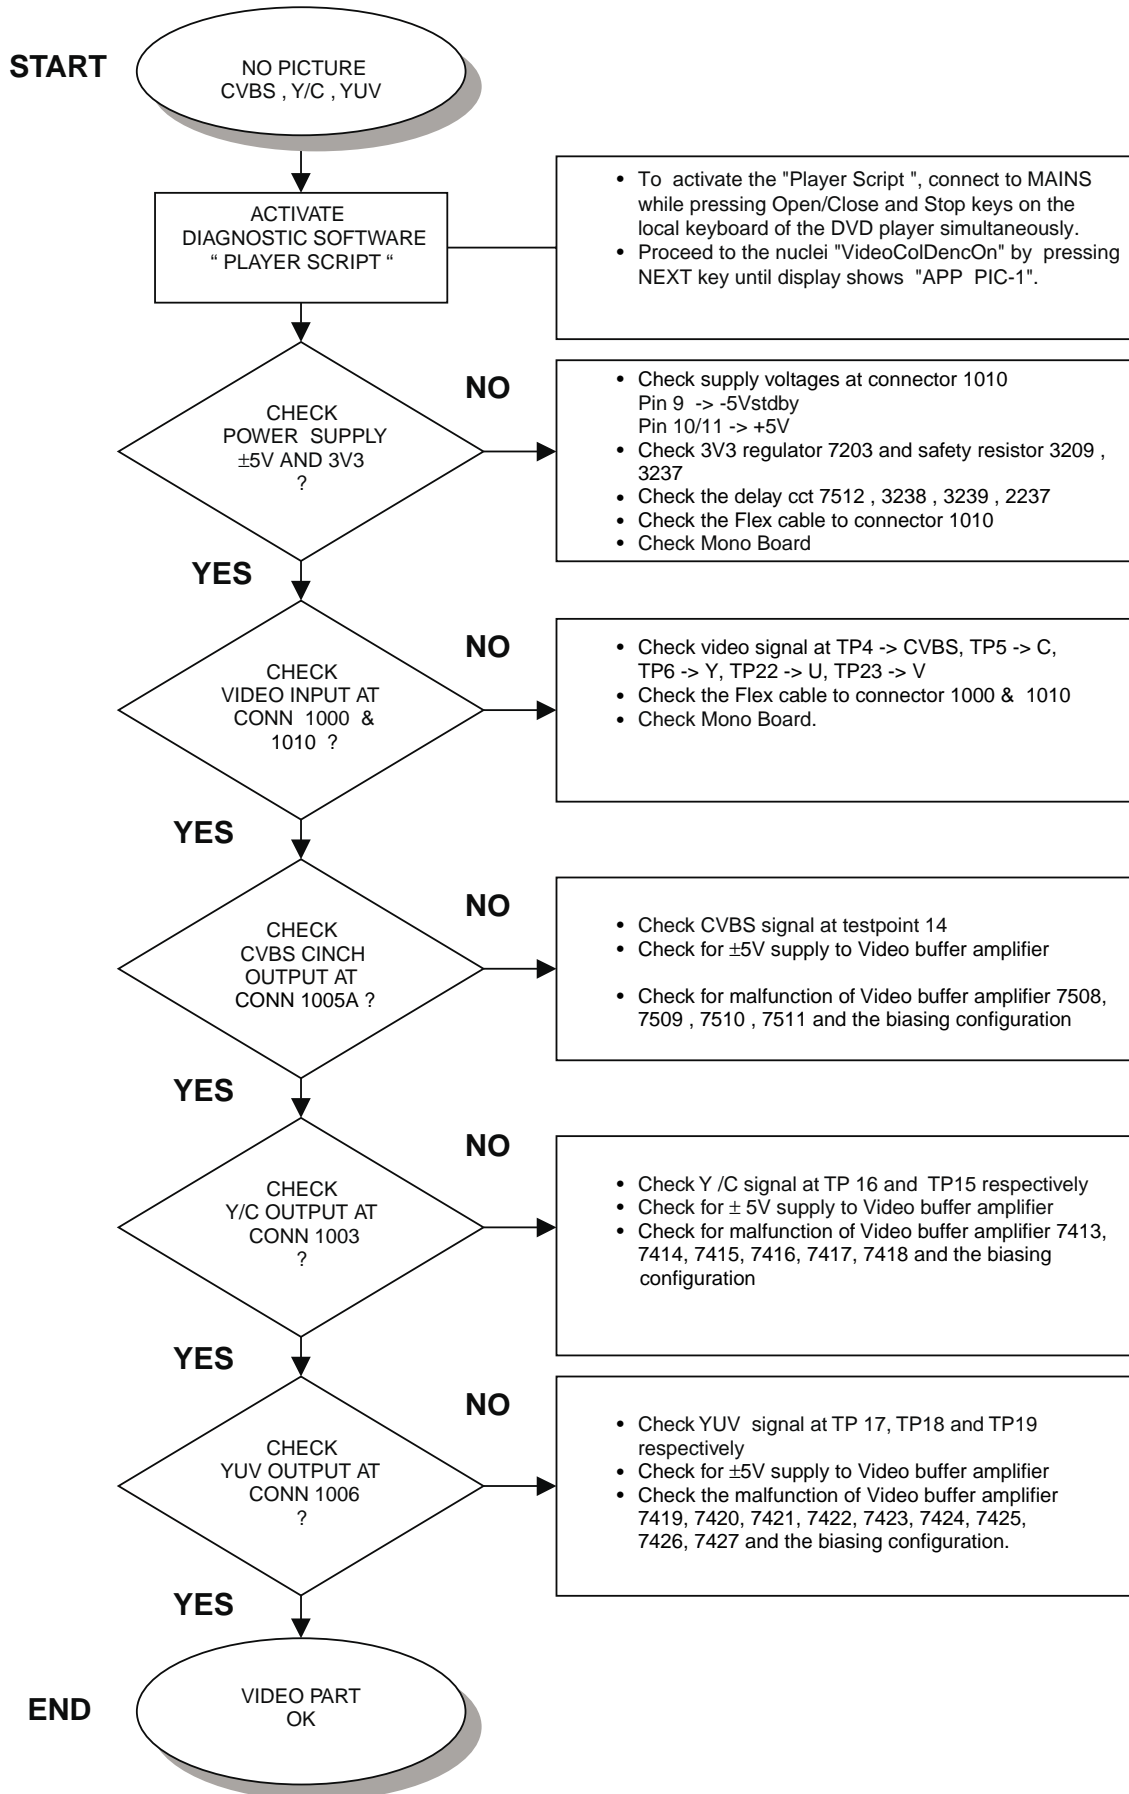 START
NO PICTURE
CVBS , Y/C , YUV
ACTIVATE
DIAGNOSTIC SOFTWARE
“ PLAYER SCRIPT “
• To activate the "Player Script ", connect to MAINS
while pressing Open/Close and Stop keys on the
local keyboard of the DVD player simultaneously.
• Proceed to the nuclei "VideoColDencOn" by pressing
NEXT key until display shows "APP PIC-1".
CHECK
POWER SUPPLY
±5V AND 3V3
?
NO
• Check supply voltages at connector 1010
Pin 9 -> -5Vstdby
Pin 10/11 -> +5V
• Check 3V3 regulator 7203 and safety resistor 3209 ,
3237
• Check the delay cct 7512 , 3238 , 3239 , 2237
• Check the Flex cable to connector 1010
• Check Mono Board
YES
CHECK
VIDEO INPUT AT
CONN 1000 &
1010 ?
NO
• Check video signal at TP4 -> CVBS, TP5 -> C,
TP6 -> Y, TP22 -> U, TP23 -> V
• Check the Flex cable to connector 1000 & 1010
• Check Mono Board.
YES
CHECK
CVBS CINCH
OUTPUT AT
CONN 1005A ?
NO
• Check CVBS signal at testpoint 14
• Check for ±5V supply to Video buffer amplifier
• Check for malfunction of Video buffer amplifier 7508,
7509 , 7510 , 7511 and the biasing configuration
YES
CHECK
Y/C OUTPUT AT
CONN 1003
?
NO
• Check Y /C signal at TP 16 and TP15 respectively
• Check for ± 5V supply to Video buffer amplifier
• Check for malfunction of Video buffer amplifier 7413,
7414, 7415, 7416, 7417, 7418 and the biasing
configuration
YES
CHECK
YUV OUTPUT AT
CONN 1006
?
NO
• Check YUV signal at TP 17, TP18 and TP19
respectively
• Check for ±5V supply to Video buffer amplifier
• Check the malfunction of Video buffer amplifier
7419, 7420, 7421, 7422, 7423, 7424, 7425,
7426, 7427 and the biasing configuration.
YES
END
VIDEO PART
OK